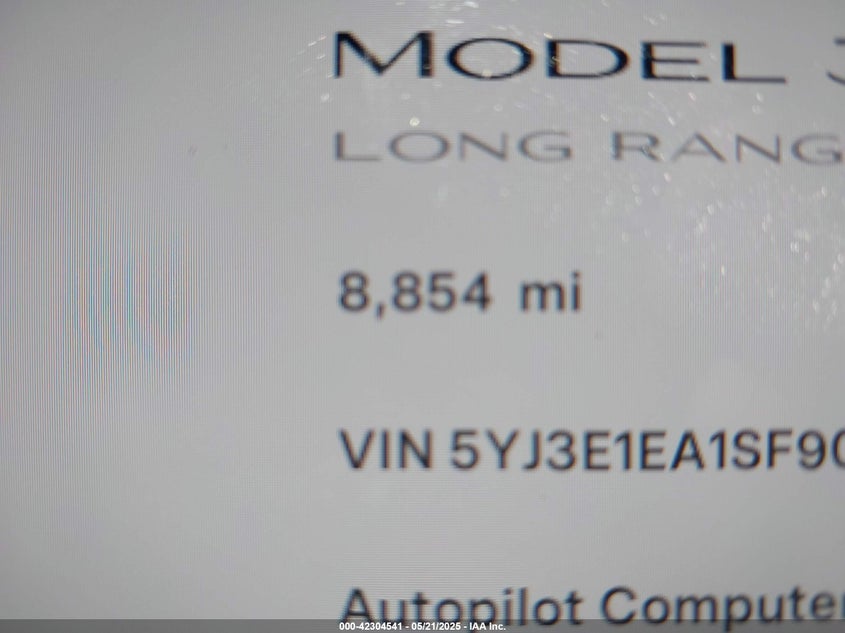 MODEL
LONG RANG
8,854 mi
VIN 5YJ3E1EA1SF90
Autopilot Computer
000-42304541 - 05/21/2025 - IAA Inc.